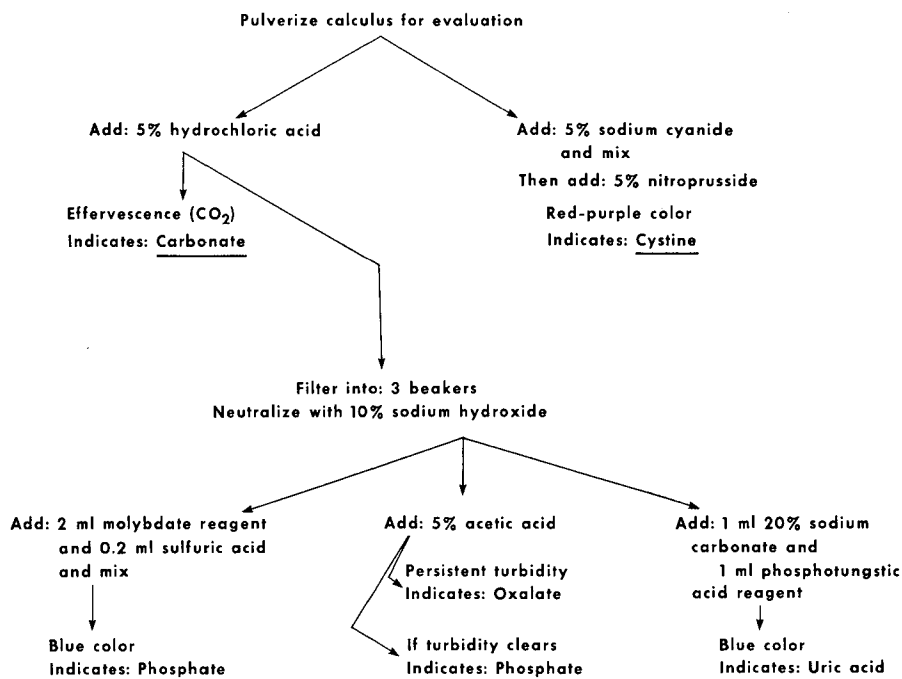 Pulverize calculus for evaluation
Add: 5% hydrochloric acid
Effervescence (CO2)
Indicates: Carbonate
Add: 5% sodium cyanide
and mix
Then add: 5% nitroprusside
Red-purple color
Indicates: Cystine
Filter into: 3 beakers
Neutralize with 10% sodium hydroxide
Add: 2 ml molybdate reagent
and 0.2 ml sulfuric acid
and mix
Blue color
Indicates: Phosphate
Add: 5% acetic acid
Persistent turbidity
Indicates: Oxalate
If turbidity clears
Indicates: Phosphate
Add: 1 ml 20% sodium
carbonate and
1 ml phosphotungstic
acid reagent
Blue color
Indicates: Uric acid